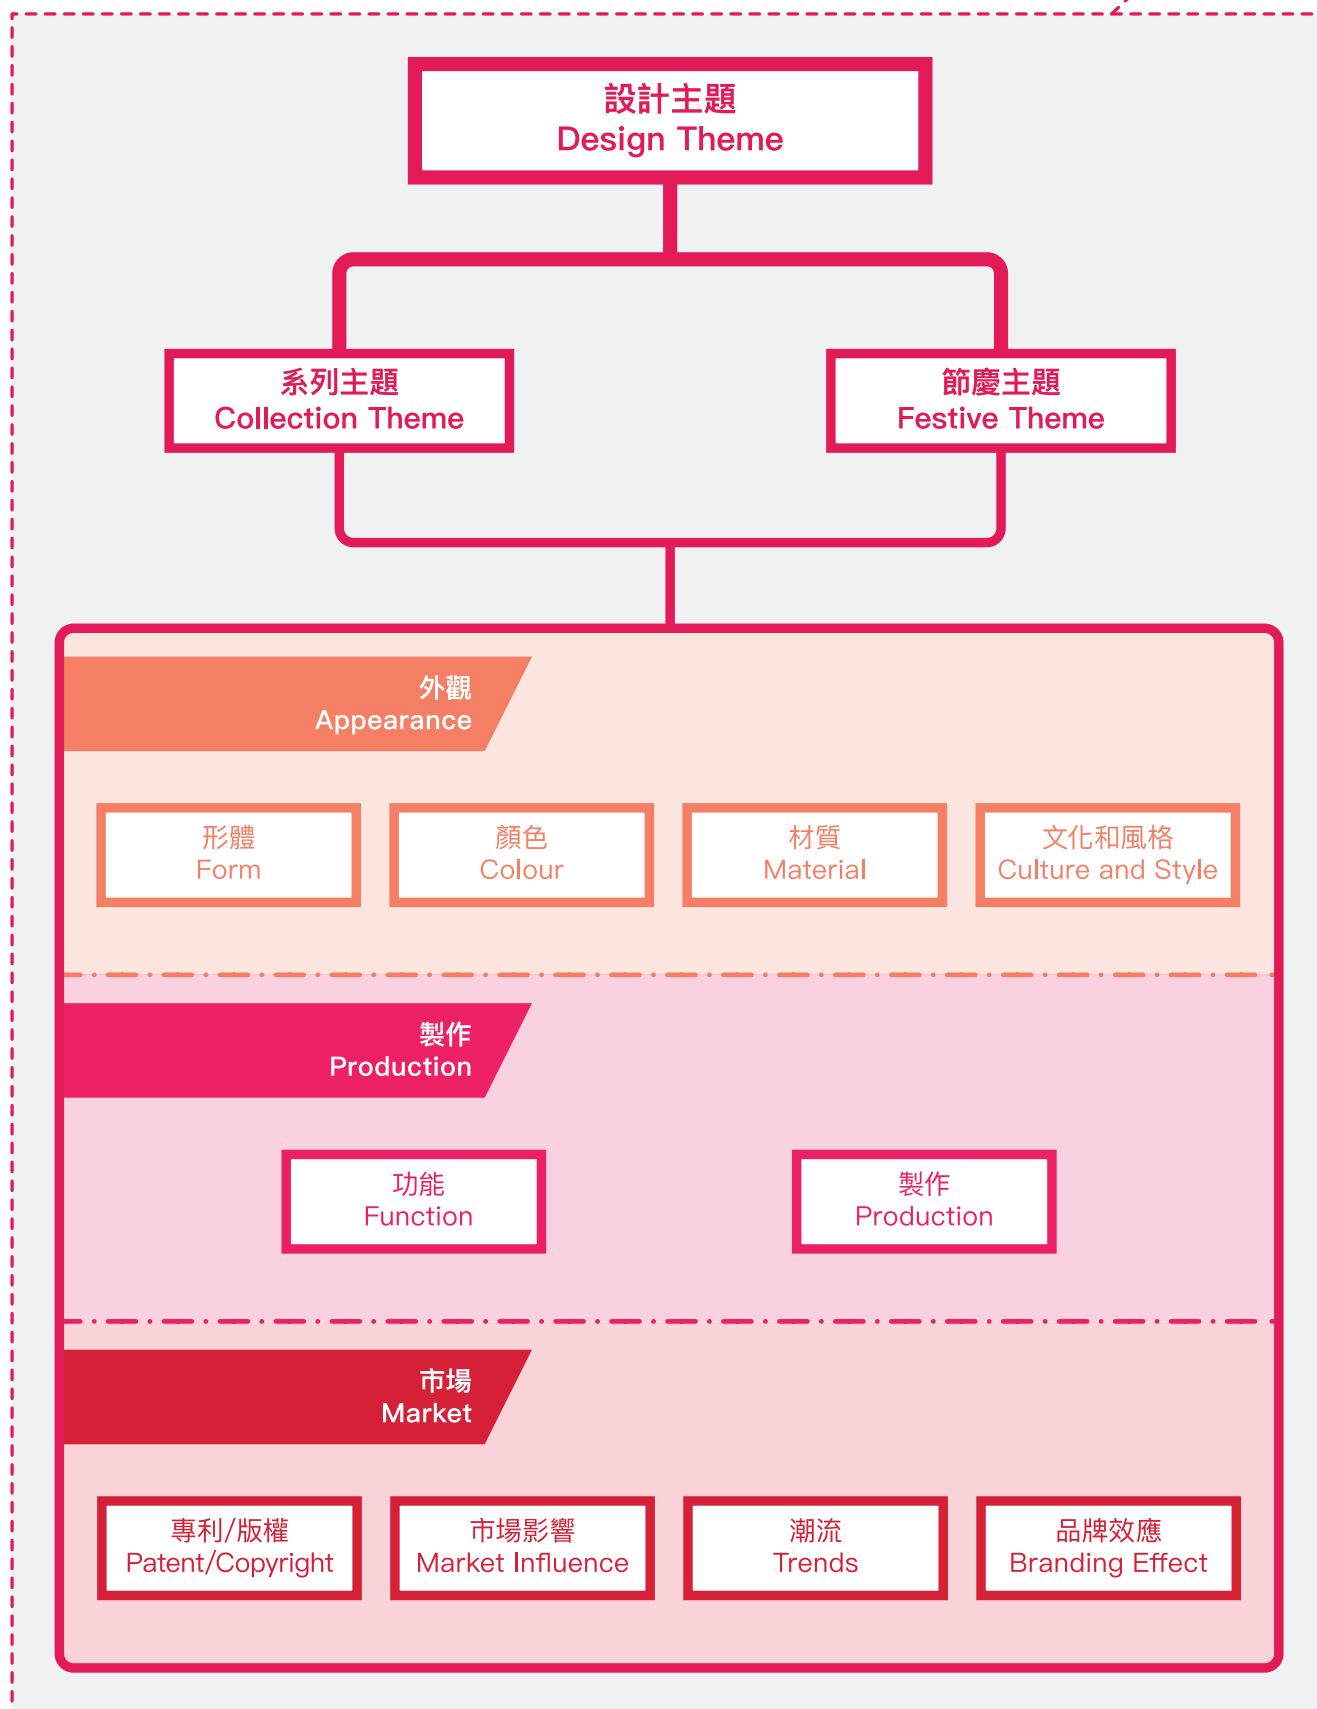 設計主題
Design Theme
系列主題
Collection Theme
節慶主題
Festive Theme
外觀
Appearance
形體
Form
顏色
Colour
材質
Material
文化和風格
Culture and Style
製作
Production
功能
Function
製作
Production
市場
Market
專利/版權
Patent/Copyright
市場影響
Market Influence
潮流
Trends
品牌效應
Branding Effect